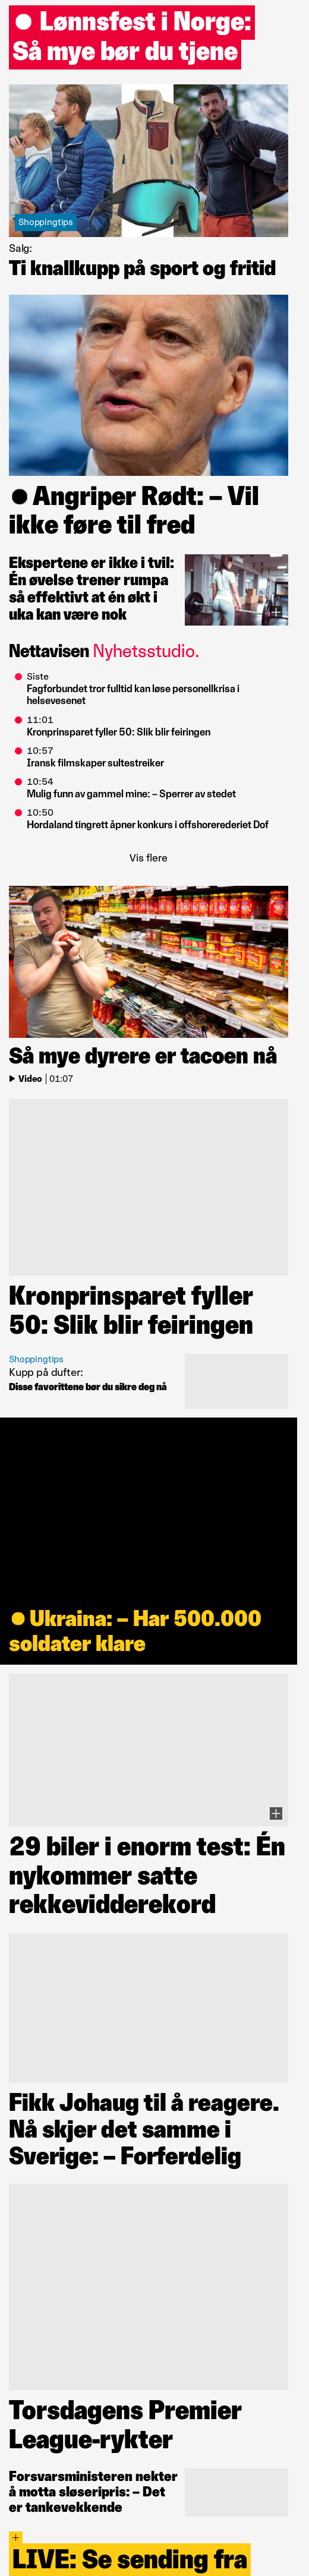 Lønnsfest i Norge:
Så mye bør du tjene
Shoppingtips
Salg:
Ti knallkupp på sport og fritid
Angriper Rødt: – Vil
ikke føre til fred
Ekspertene er ikke i tvil:
Én øvelse trener rumpa
så effektivt at én økt i
uka kan være nok
Nettavisen Nyhetsstudio.
Siste
Fagforbundet tror fulltid kan løse personellkrisa i
helsevesenet
11:01
Kronprinsparet fyller 50: Slik blir feiringen
10:57
Iransk filmskaper sultestreiker
10:54
Mulig funn av gammel mine: – Sperrer av stedet
10:50
Hordaland tingrett åpner konkurs i offshorerederiet Dof
Vis flere
Så mye dyrere er tacoen nå
Video | 01:07
Kronprinsparet fyller
50: Slik blir feiringen
Shoppingtips
Kupp på dufter:
Disse favorittene bør du sikre deg nå
Ukraina: – Har 500.000
soldater klare
29 biler i enorm test: Én
nykommer satte
rekkevidderekord
Fikk Johaug til å reagere.
Nå skjer det samme i
Sverige: – Forferdelig
Torsdagens Premier
League-rykter
Forsvarsministeren nekter
å motta sløseripris: – Det
er tankevekkende
+
LIVE: Se sending fra